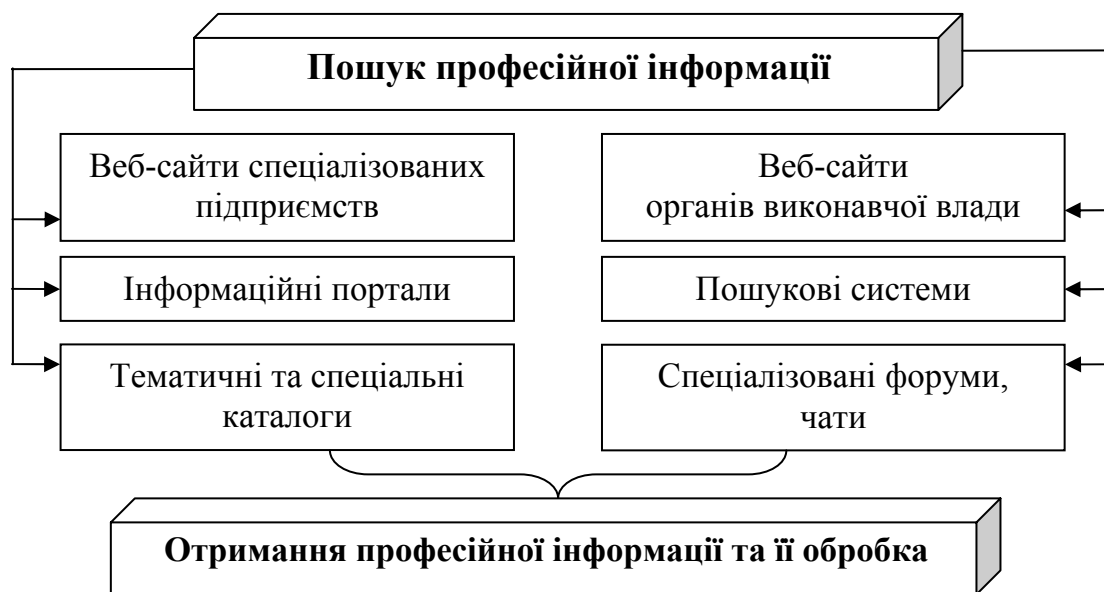 Пошук професійної інформації
Веб-сайти спеціалізованих
підприємств
Веб-сайти
органів виконавчої влади
Інформаційні портали
Пошукові системи
Тематичні та спеціальні
каталоги
Спеціалізовані форуми,
чати
Отримання професійної інформації та її обробка